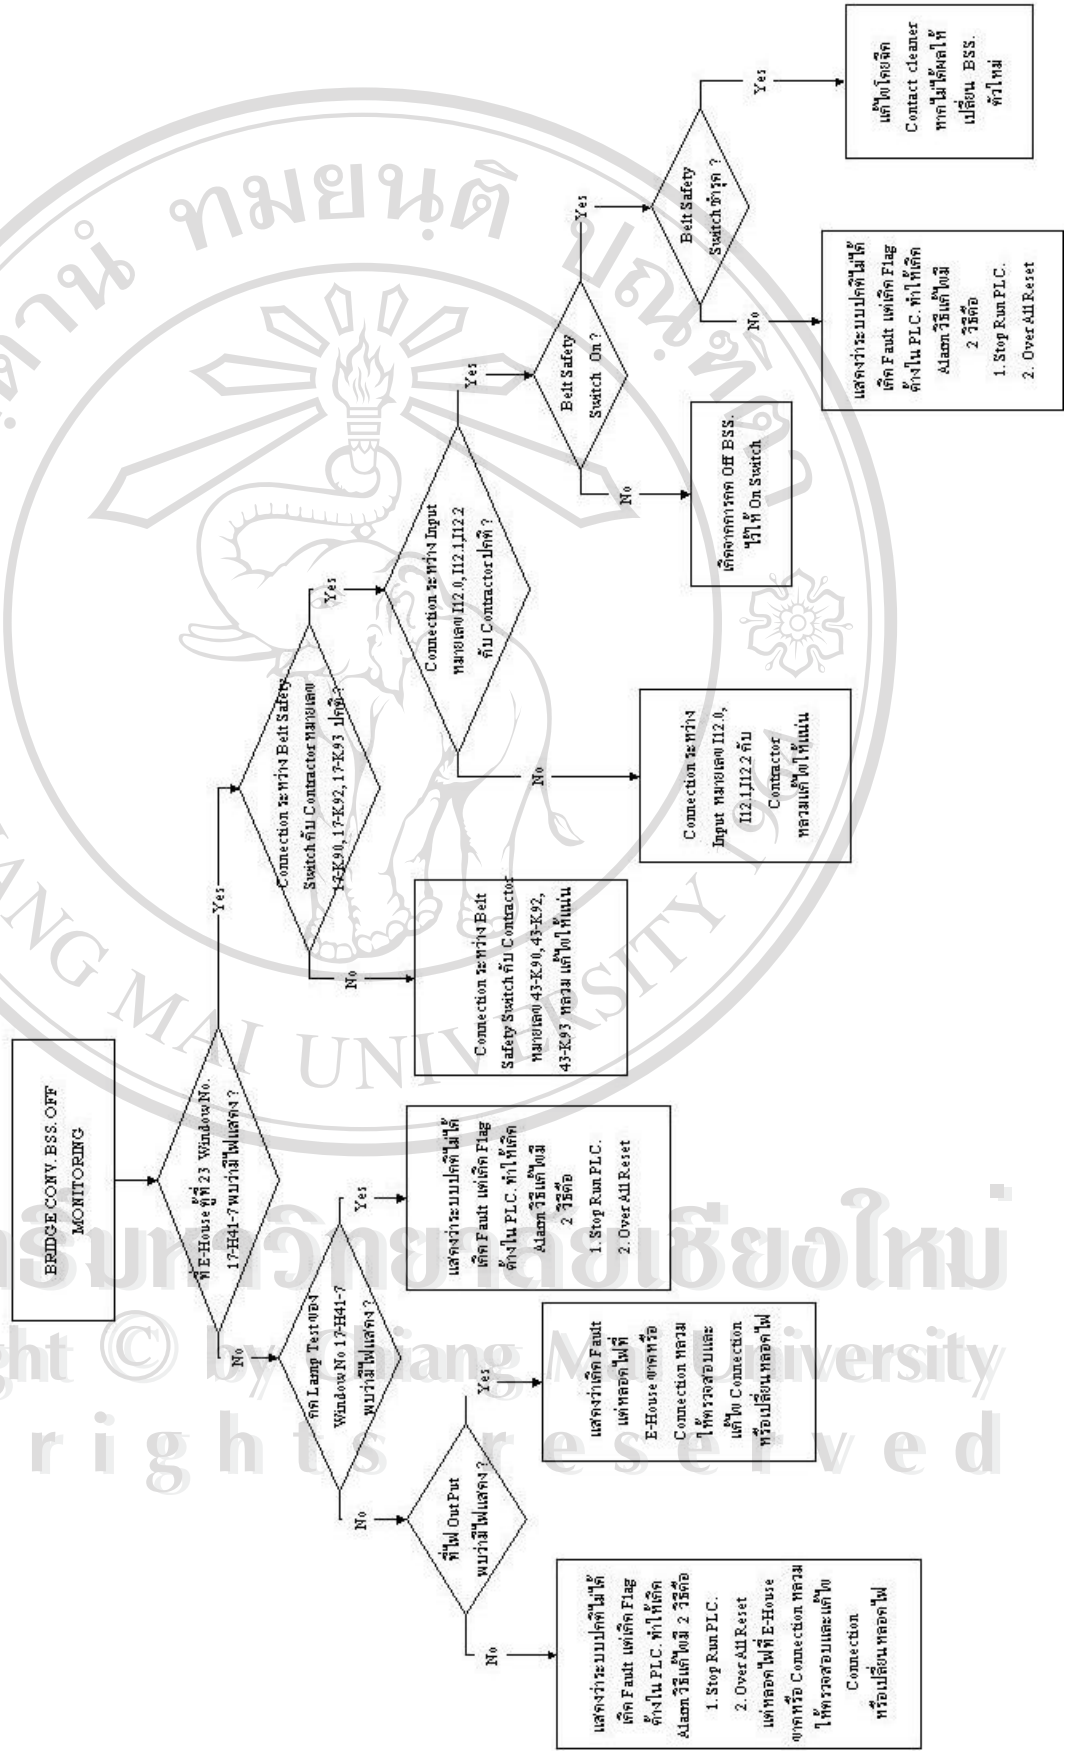 BRIDGE CONV. BSS. OFF
MONITORING
ที่ E-House ตู้ที่ 23 Window No.
17-H41-7 พบว่ามีไฟแสดง ?
Yes
No
Connection ระหว่าง Belt Safety
Switch กับ Contractor หมายเลข
17-K90, 17-K92, 17-K93 ปกติ ?
Yes
No
Connection ระหว่าง Belt
Safety Switch กับ Contractor
หมายเลข 43-K90, 43-K92,
43-K93 หลวม แก้ไขให้แน่น
Connection ระหว่าง Input
หมายเลข I12.0, I12.1,I12.2
กับ Contractor ปกติ ?
Yes
No
Connection ระหว่าง
Input หมายเลข I12.0,
I12.1,I12.2 กับ
Contractor
หลวมแก้ไขให้แน่น
Belt Safety
Switch On ?
Yes
No
เกิดจากการกด Off BSS.
ไว้ให้ On Switch
Belt Safety
Switch ชำรุด ?
Yes
No
แก้ไขโดยฉีด
Contact cleaner
หากไม่ได้ผลให้
เปลี่ยน BSS.
ตัวใหม่
แสดงว่าระบบปกติไม่ได้
เกิด Fault แต่เกิด Flag
ค้างใน PLC. ทำให้เกิด
Alarm วิธีแก้ไขมี
2 วิธีคือ
1. Stop Run PLC.
2. Over All Reset
กด Lamp Test ของ
Window No 17-H41-7
พบว่ามีไฟแสดง ?
Yes
No
แสดงว่าระบบปกติไม่ได้
เกิด Fault แต่เกิด Flag
ค้างใน PLC. ทำให้เกิด
Alarm วิธีแก้ไขมี
2 วิธีคือ
1. Stop Run PLC.
2. Over All Reset
ที่ไฟ Out Put
พบว่ามีไฟแสดง ?
Yes
No
แสดงว่าเกิด Fault
แต่หลอดไฟที่
E-House ขาดหรือ
Connection หลวม
ให้ตรวจสอบและ
แก้ไข Connection
หรือเปลี่ยนหลอดไฟ
แสดงว่าระบบปกติไม่ได้
เกิด Fault แต่เกิด Flag
ค้างใน PLC. ทำให้เกิด
Alarm วิธีแก้ไขมี 2 วิธีคือ
1. Stop Run PLC.
2. Over All Reset
แต่หลอดไฟที่ E-House
ขาดหรือ Connection หลวม
ให้ตรวจสอบและแก้ไข
Connection
หรือเปลี่ยนหลอดไฟ
ทมยนฺติ ปณฺฑิตา
ANG MAI UNIVERSITY 1964
มหาวิทยาลัยเชียงใหม่
© by Chiang Mai University
rights reserved